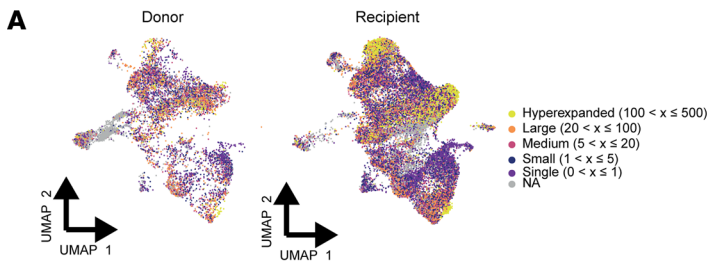 A
Donor
Recipient
Hyperexpanded (100 < x ≤ 500)
Large (20 < x ≤ 100)
Medium (5 < x ≤ 20)
Small (1 < x ≤ 5)
Single (0 < x ≤ 1)
NA
UMAP 2
UMAP 1
UMAP 2
UMAP 1